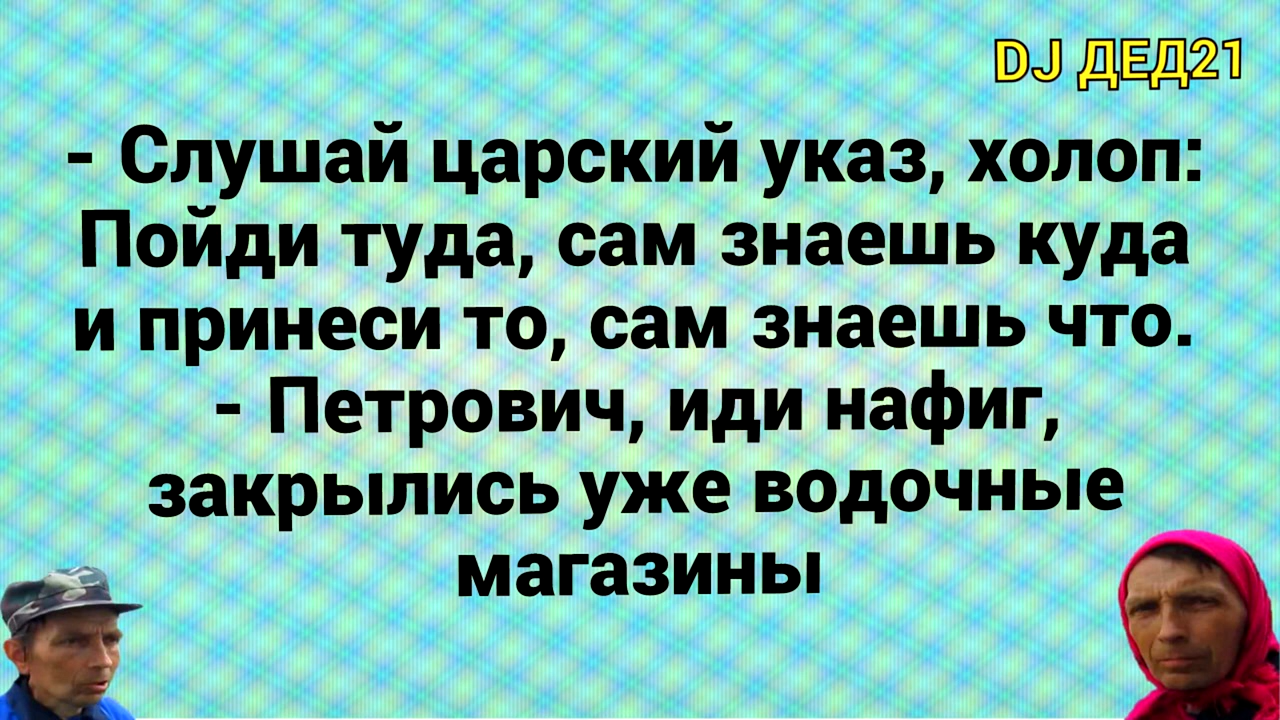 DJ ДЕД21
- Слушай царский указ, холоп:
Пойди туда, сам знаешь куда
и принеси то, сам знаешь что.
- Петрович, иди нафиг,
закрылись уже водочные
магазины